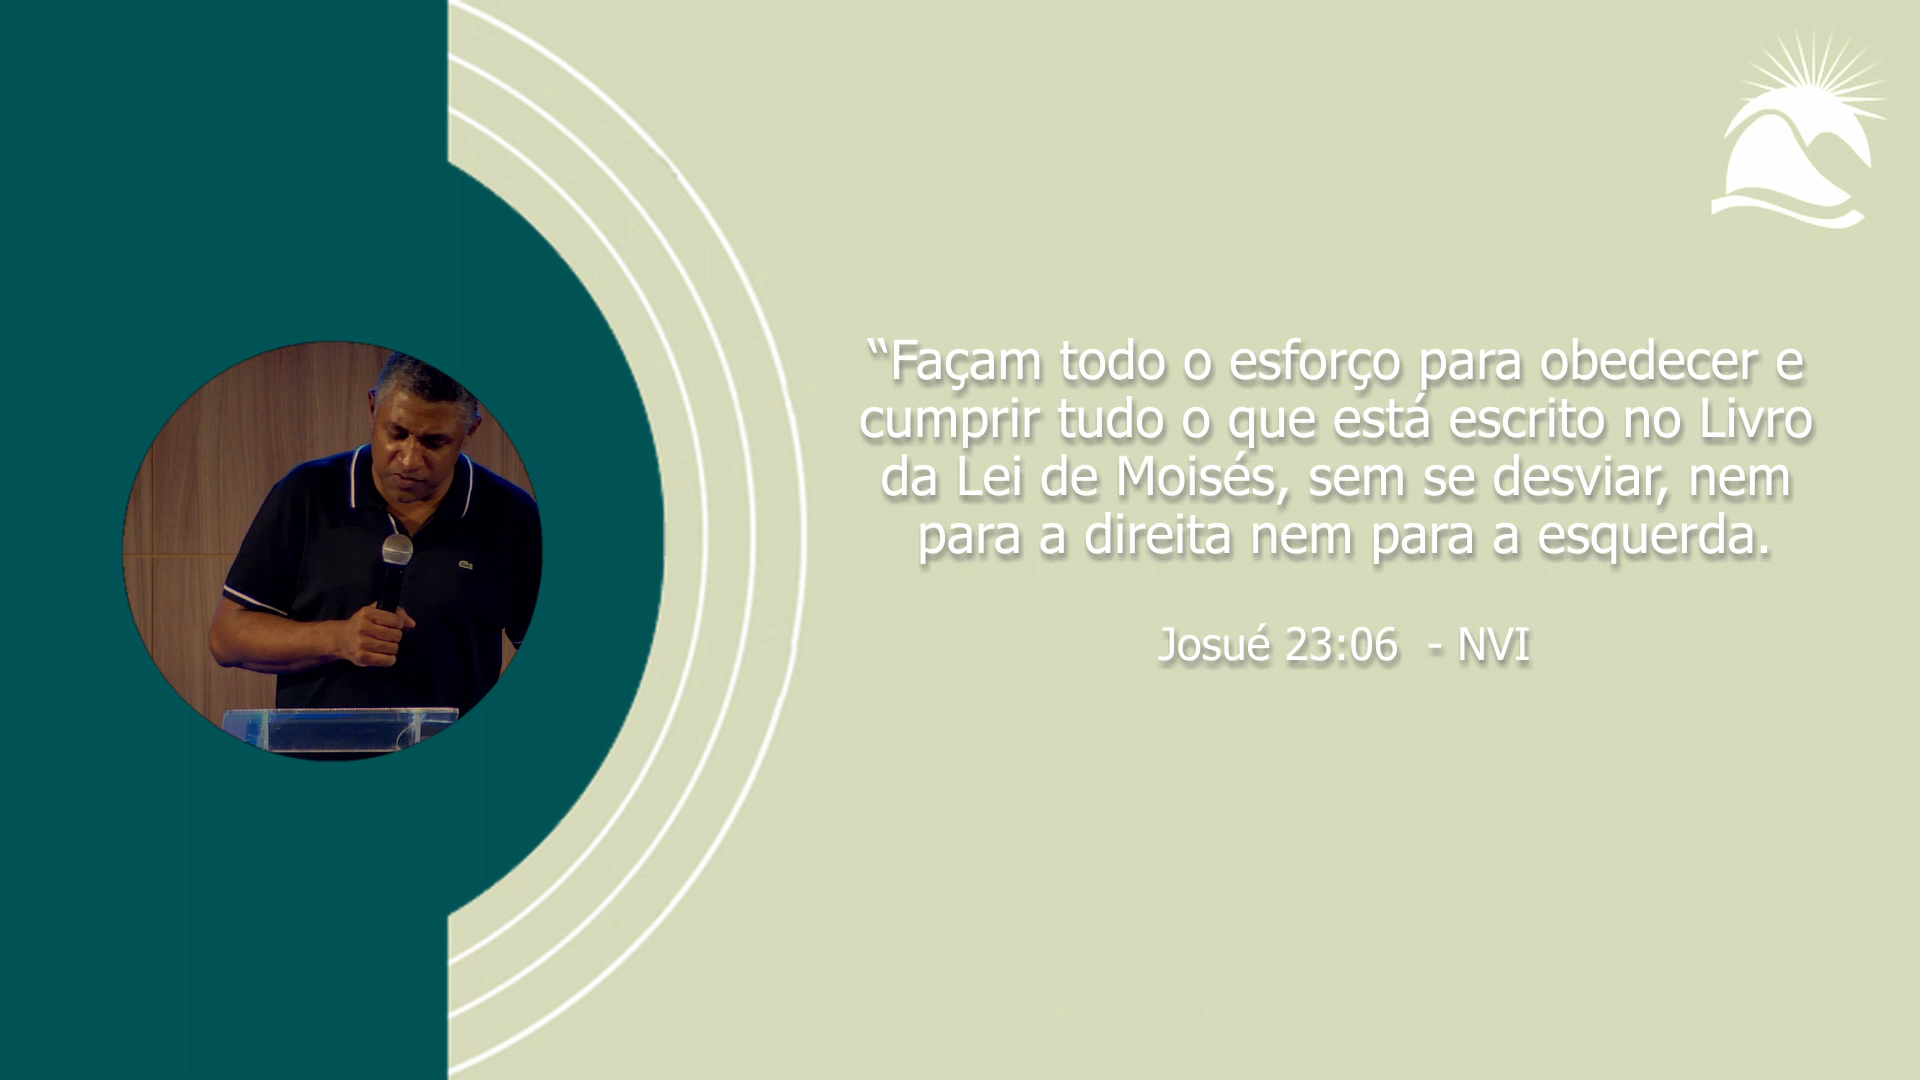 “Façam todo o esforço para obedecer e
cumprir tudo o que está escrito no Livro
da Lei de Moisés, sem se desviar, nem
para a direita nem para a esquerda.
Josué 23:06  - NVI